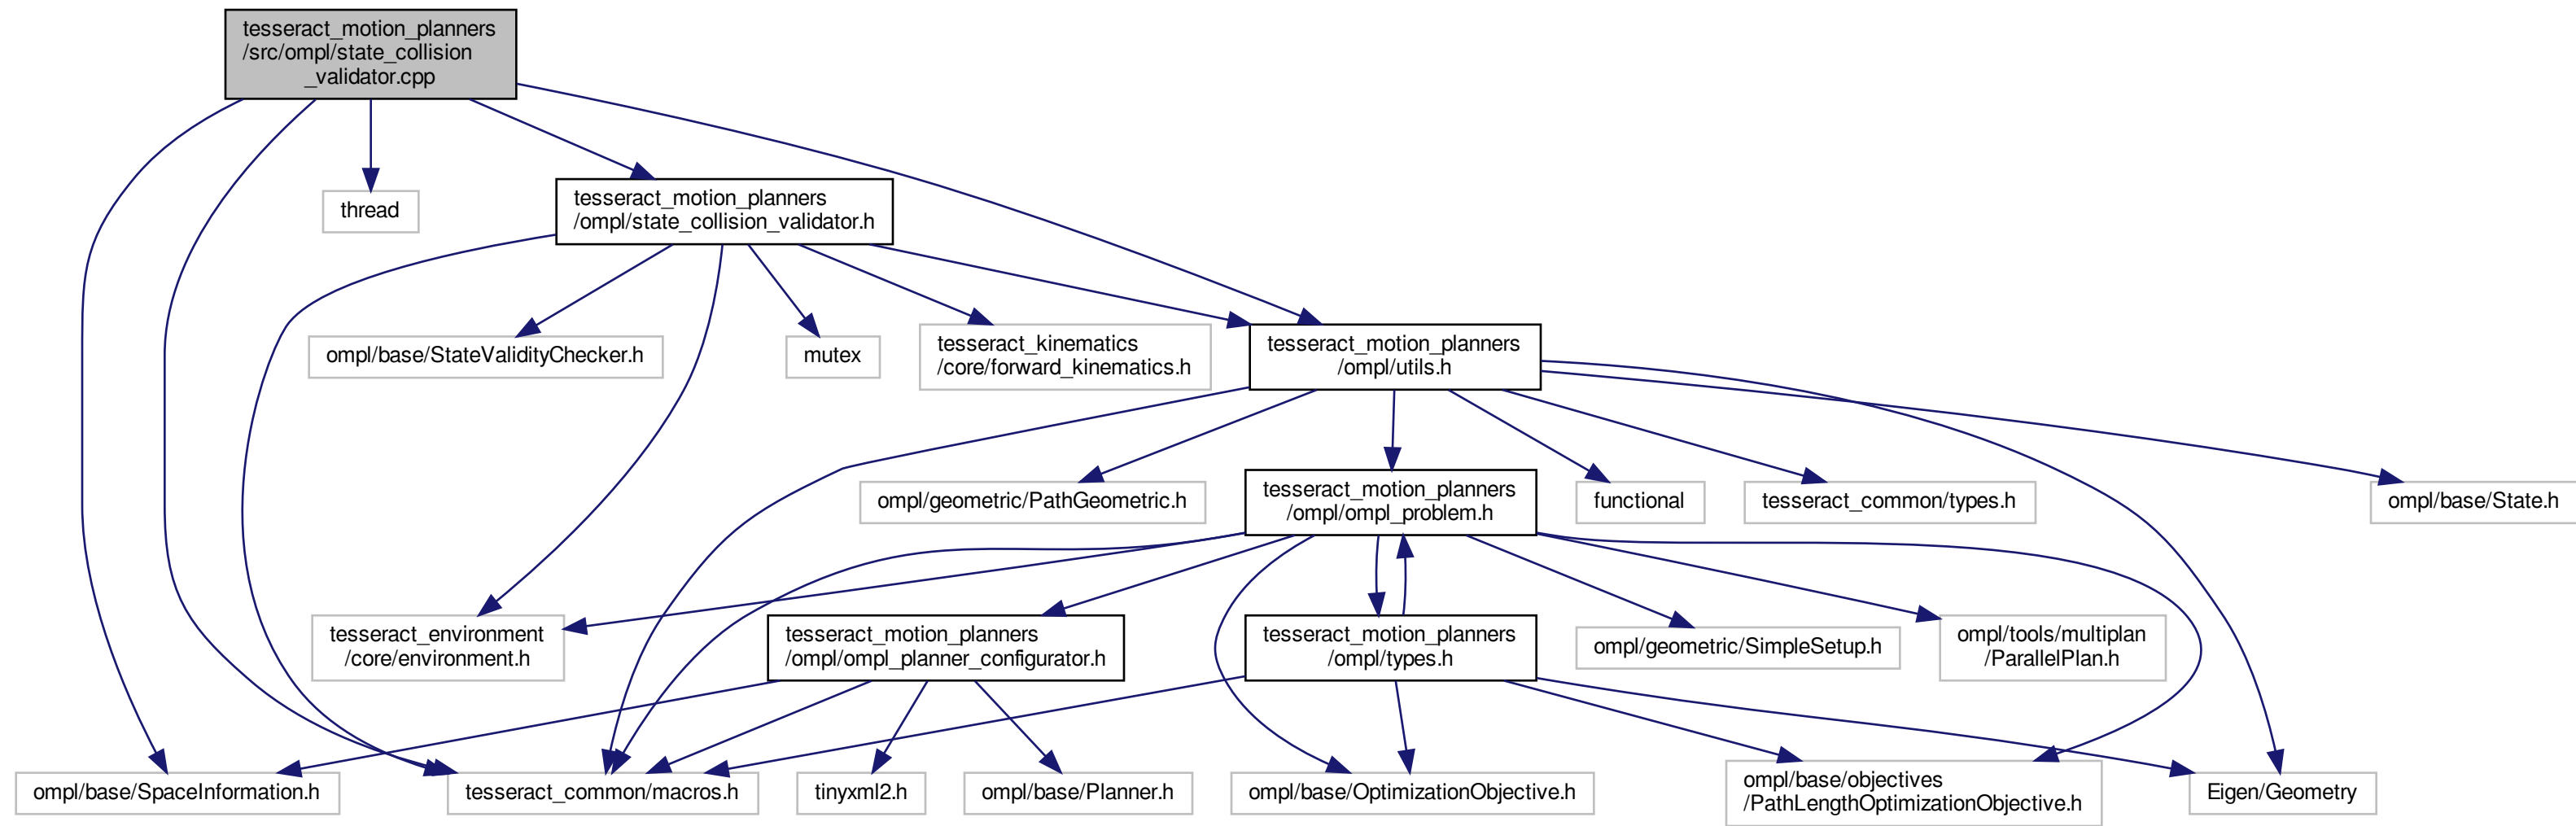 tesseract_motion_planners
/src/ompl/state_collision
_validator.cpp
thread
tesseract_motion_planners
/ompl/state_collision_validator.h
ompl/base/StateValidityChecker.h
mutex
tesseract_kinematics
/core/forward_kinematics.h
tesseract_motion_planners
/ompl/utils.h
ompl/geometric/PathGeometric.h
tesseract_motion_planners
/ompl/ompl_problem.h
functional
tesseract_common/types.h
ompl/base/State.h
tesseract_environment
/core/environment.h
tesseract_motion_planners
/ompl/ompl_planner_configurator.h
tesseract_motion_planners
/ompl/types.h
ompl/geometric/SimpleSetup.h
ompl/tools/multiplan
/ParallelPlan.h
ompl/base/SpaceInformation.h
tesseract_common/macros.h
tinyxml2.h
ompl/base/Planner.h
ompl/base/OptimizationObjective.h
ompl/base/objectives
/PathLengthOptimizationObjective.h
Eigen/Geometry